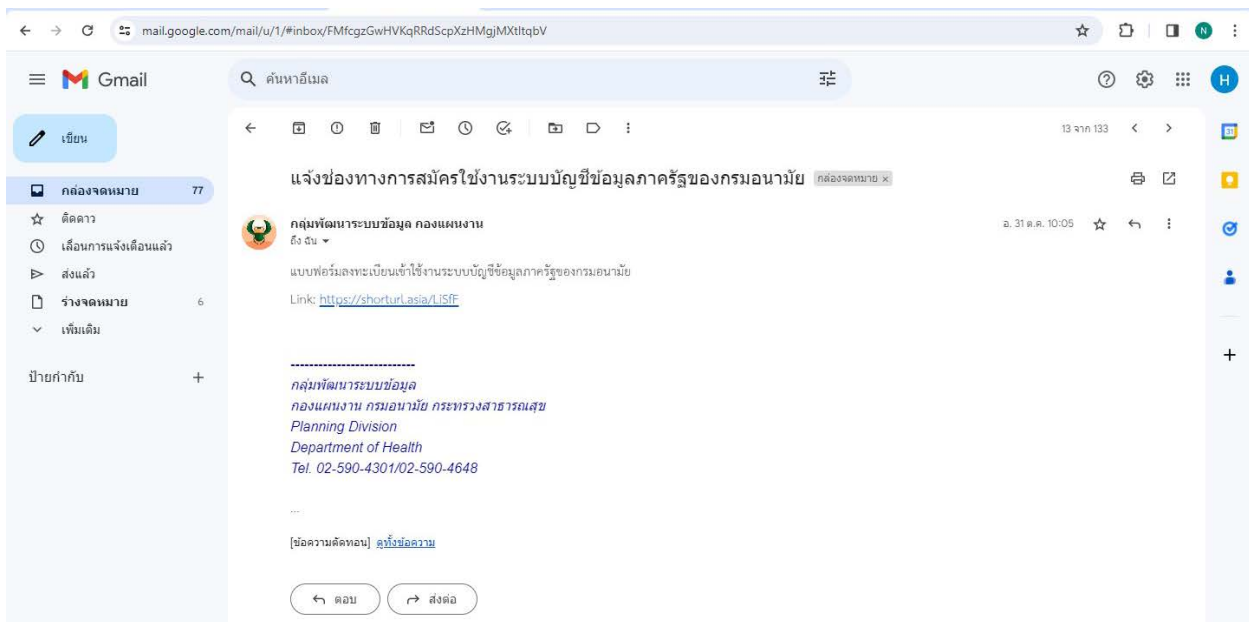 mail.google.com/mail/u/1/#inbox/FMfcgzGwHVKqRRdScpXzHMgjMXtltqbV
N
Gmail
ค้นหาอีเมล
H
เขียน
13 จาก 133
31
แจ้งช่องทางการสมัครใช้งานระบบบัญชีข้อมูลภาครัฐของกรมอนามัย กล่องจดหมาย ×
กล่องจดหมาย 77
ติดดาว
เลื่อนการแจ้งเตือนแล้ว
ส่งแล้ว
ร่างจดหมาย 6
เพิ่มเติม
ป้ายกำกับ +
กลุ่มพัฒนาระบบข้อมูล กองแผนงาน
อ. 31 ต.ค. 10:05
ถึง ฉัน
แบบฟอร์มลงทะเบียนเข้าใช้งานระบบบัญชีข้อมูลภาครัฐของกรมอนามัย
Link: https://shorturl.asia/LiSfF
---------------------------
กลุ่มพัฒนาระบบข้อมูล
กองแผนงาน กรมอนามัย กระทรวงสาธารณสุข
Planning Division
Department of Health
Tel. 02-590-4301/02-590-4648
...
[ข้อความตัดทอน] ดูทั้งข้อความ
ตอบ
ส่งต่อ